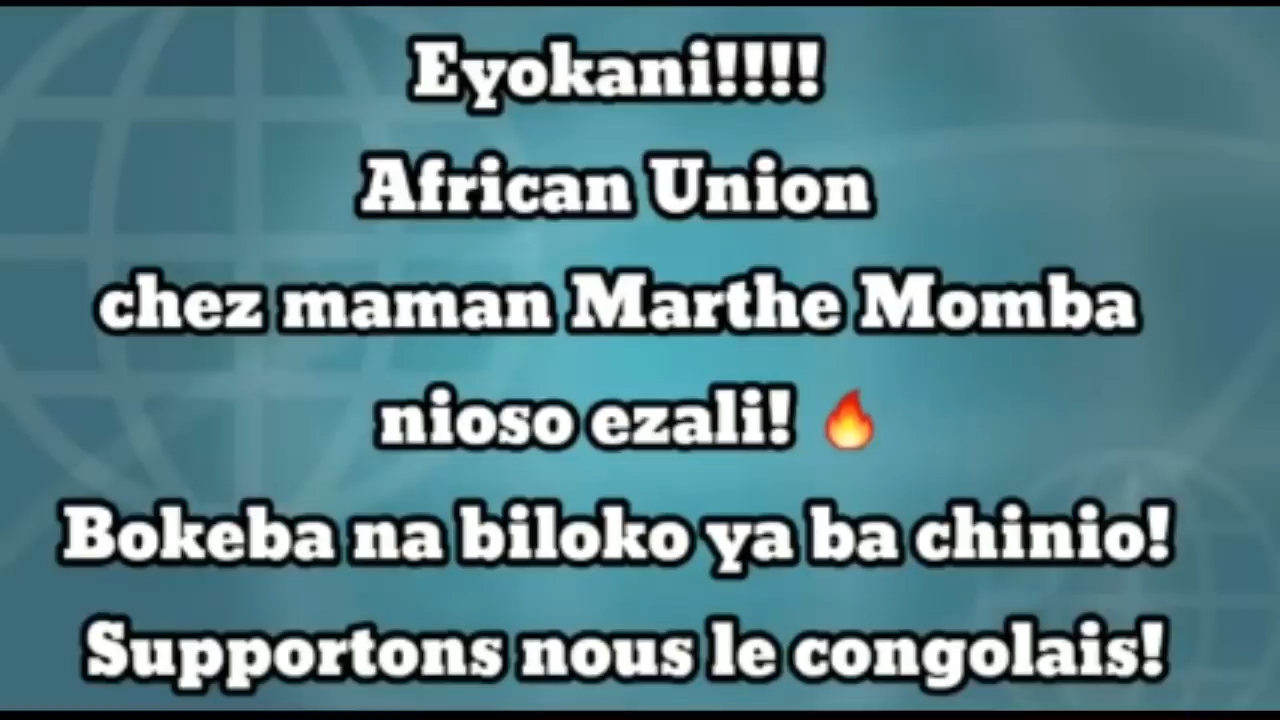 Eyokani!!!!
African Union
chez maman Marthe Momba
nioso ezali! 🔥
Bokeba na biloko ya ba chinio!
Supportons nous le congolais!